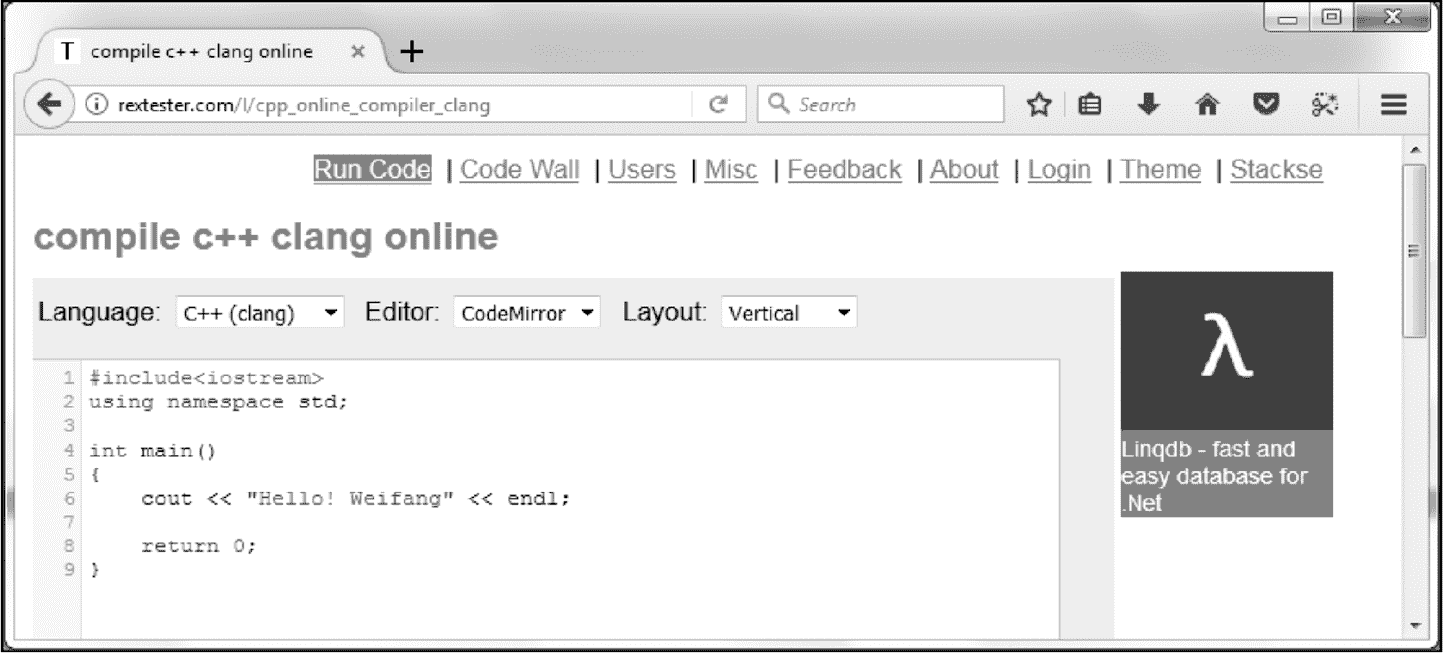 T compile c++ clang online × +
rextester.com/l/cpp_online_compiler_clang Search
Run Code | Code Wall | Users | Misc | Feedback | About | Login | Theme | Stackse
compile c++ clang online
Language: C++ (clang) Editor: CodeMirror Layout: Vertical
1 #include<iostream>
2 using namespace std;
3
4 int main()
5 {
6     cout << "Hello! Weifang" << endl;
7
8     return 0;
9 }
λ
Linqdb - fast and
easy database for
.Net